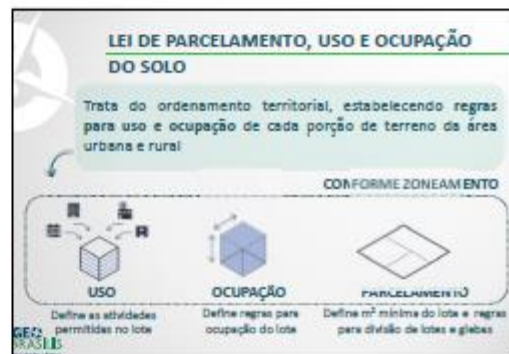 LEI DE PARCELAMENTO, USO E OCUPAÇÃO
DO SOLO
Trata do ordenamento territorial, estabelecendo regras
para uso e ocupação de cada porção de terreno da área
urbana e rural
CONFORME ZONEAMENTO
USO
Define as atividades
permitidas no lote
OCUPAÇÃO
Define regras para
ocupação do lote
PARCELAMENTO
Define m² mínima do lote e regras
para divisão de lotes e glebas
GEO
BRASILIS